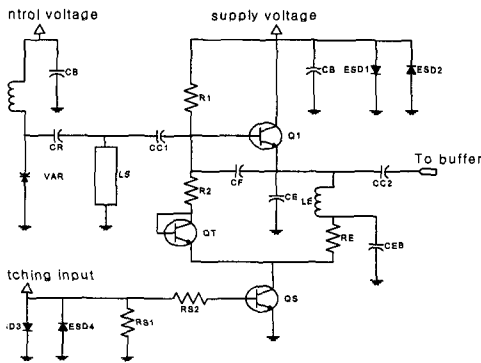 ntrol voltage
supply voltage
CB
CB
ESD1
ESD2
R1
Q1
CR
CC1
To buffer
VAR
LS
R2
CF
CE
LE
CC2
QT
RE
CEB
tching input
QS
RS2
D3
ESD4
RS1